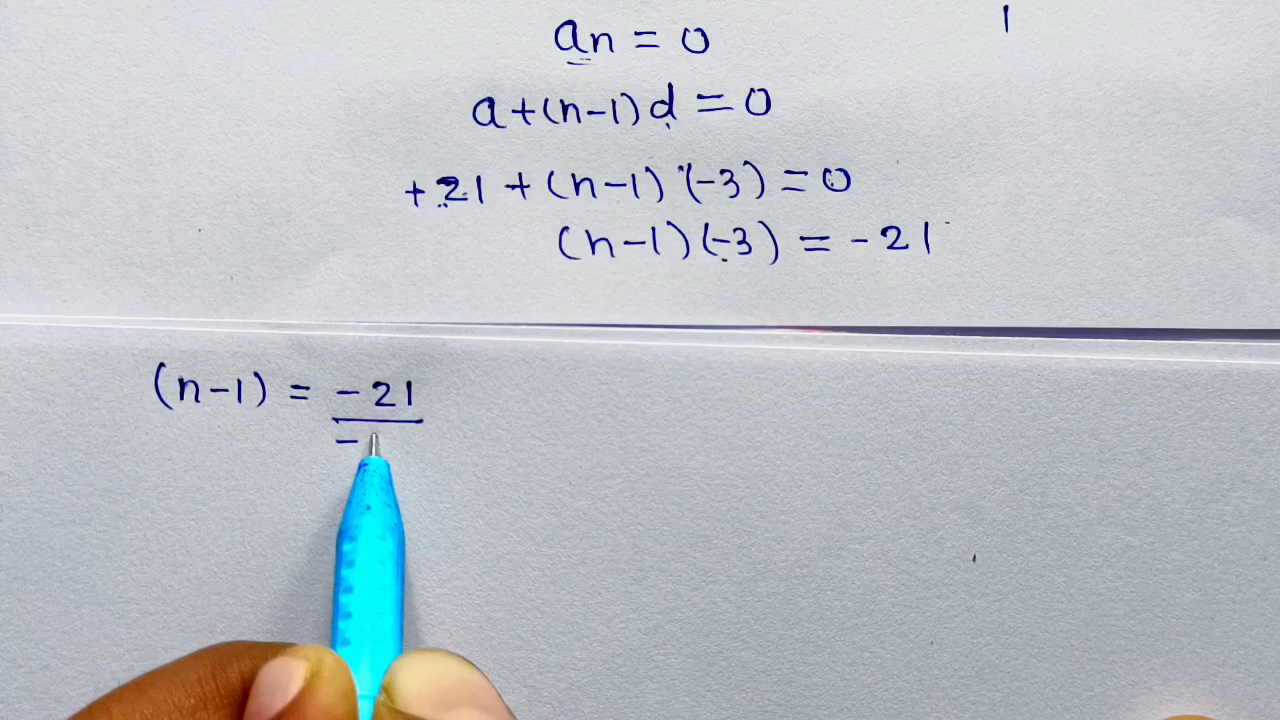 an = 0
a+(n-1)d = 0
+21 + (n-1) (-3) = 0
(n-1)(-3) = -21
(n-1) = -21
-